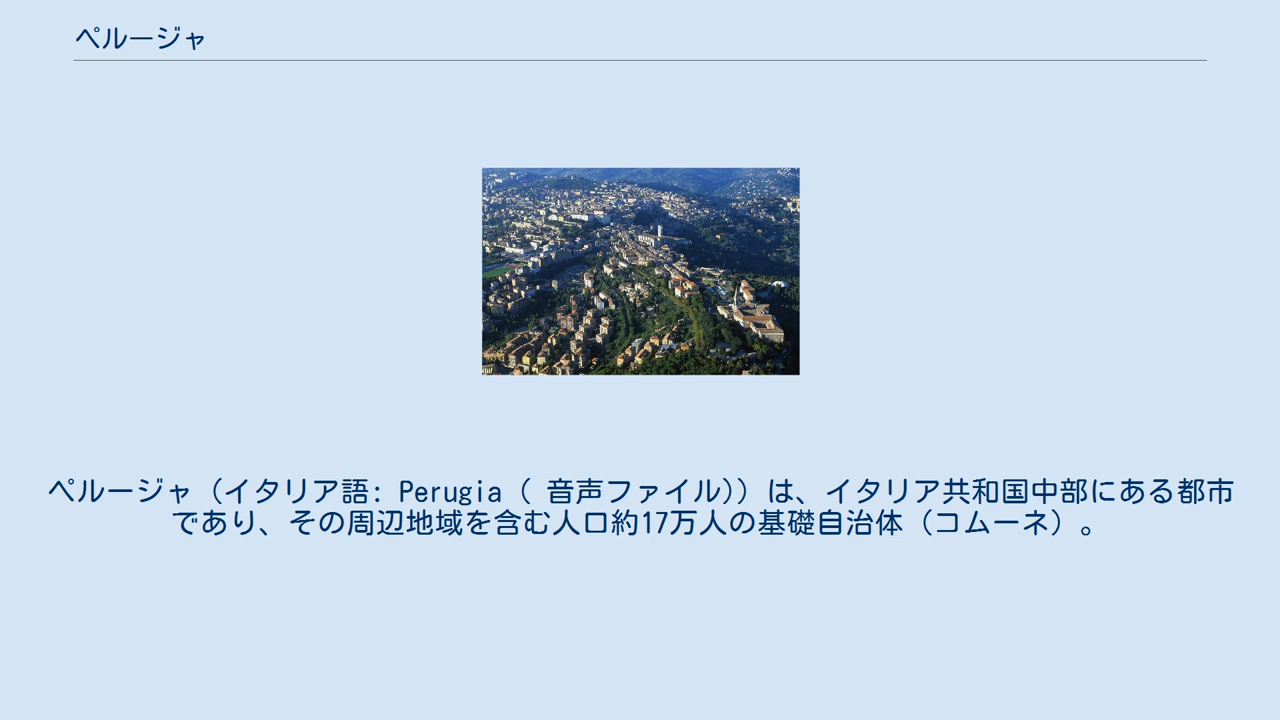 ペルージャ
ペルージャ（イタリア語: Perugia（ 音声ファイル)）は、イタリア共和国中部にある都市
であり、その周辺地域を含む人口約17万人の基礎自治体（コムーネ）。